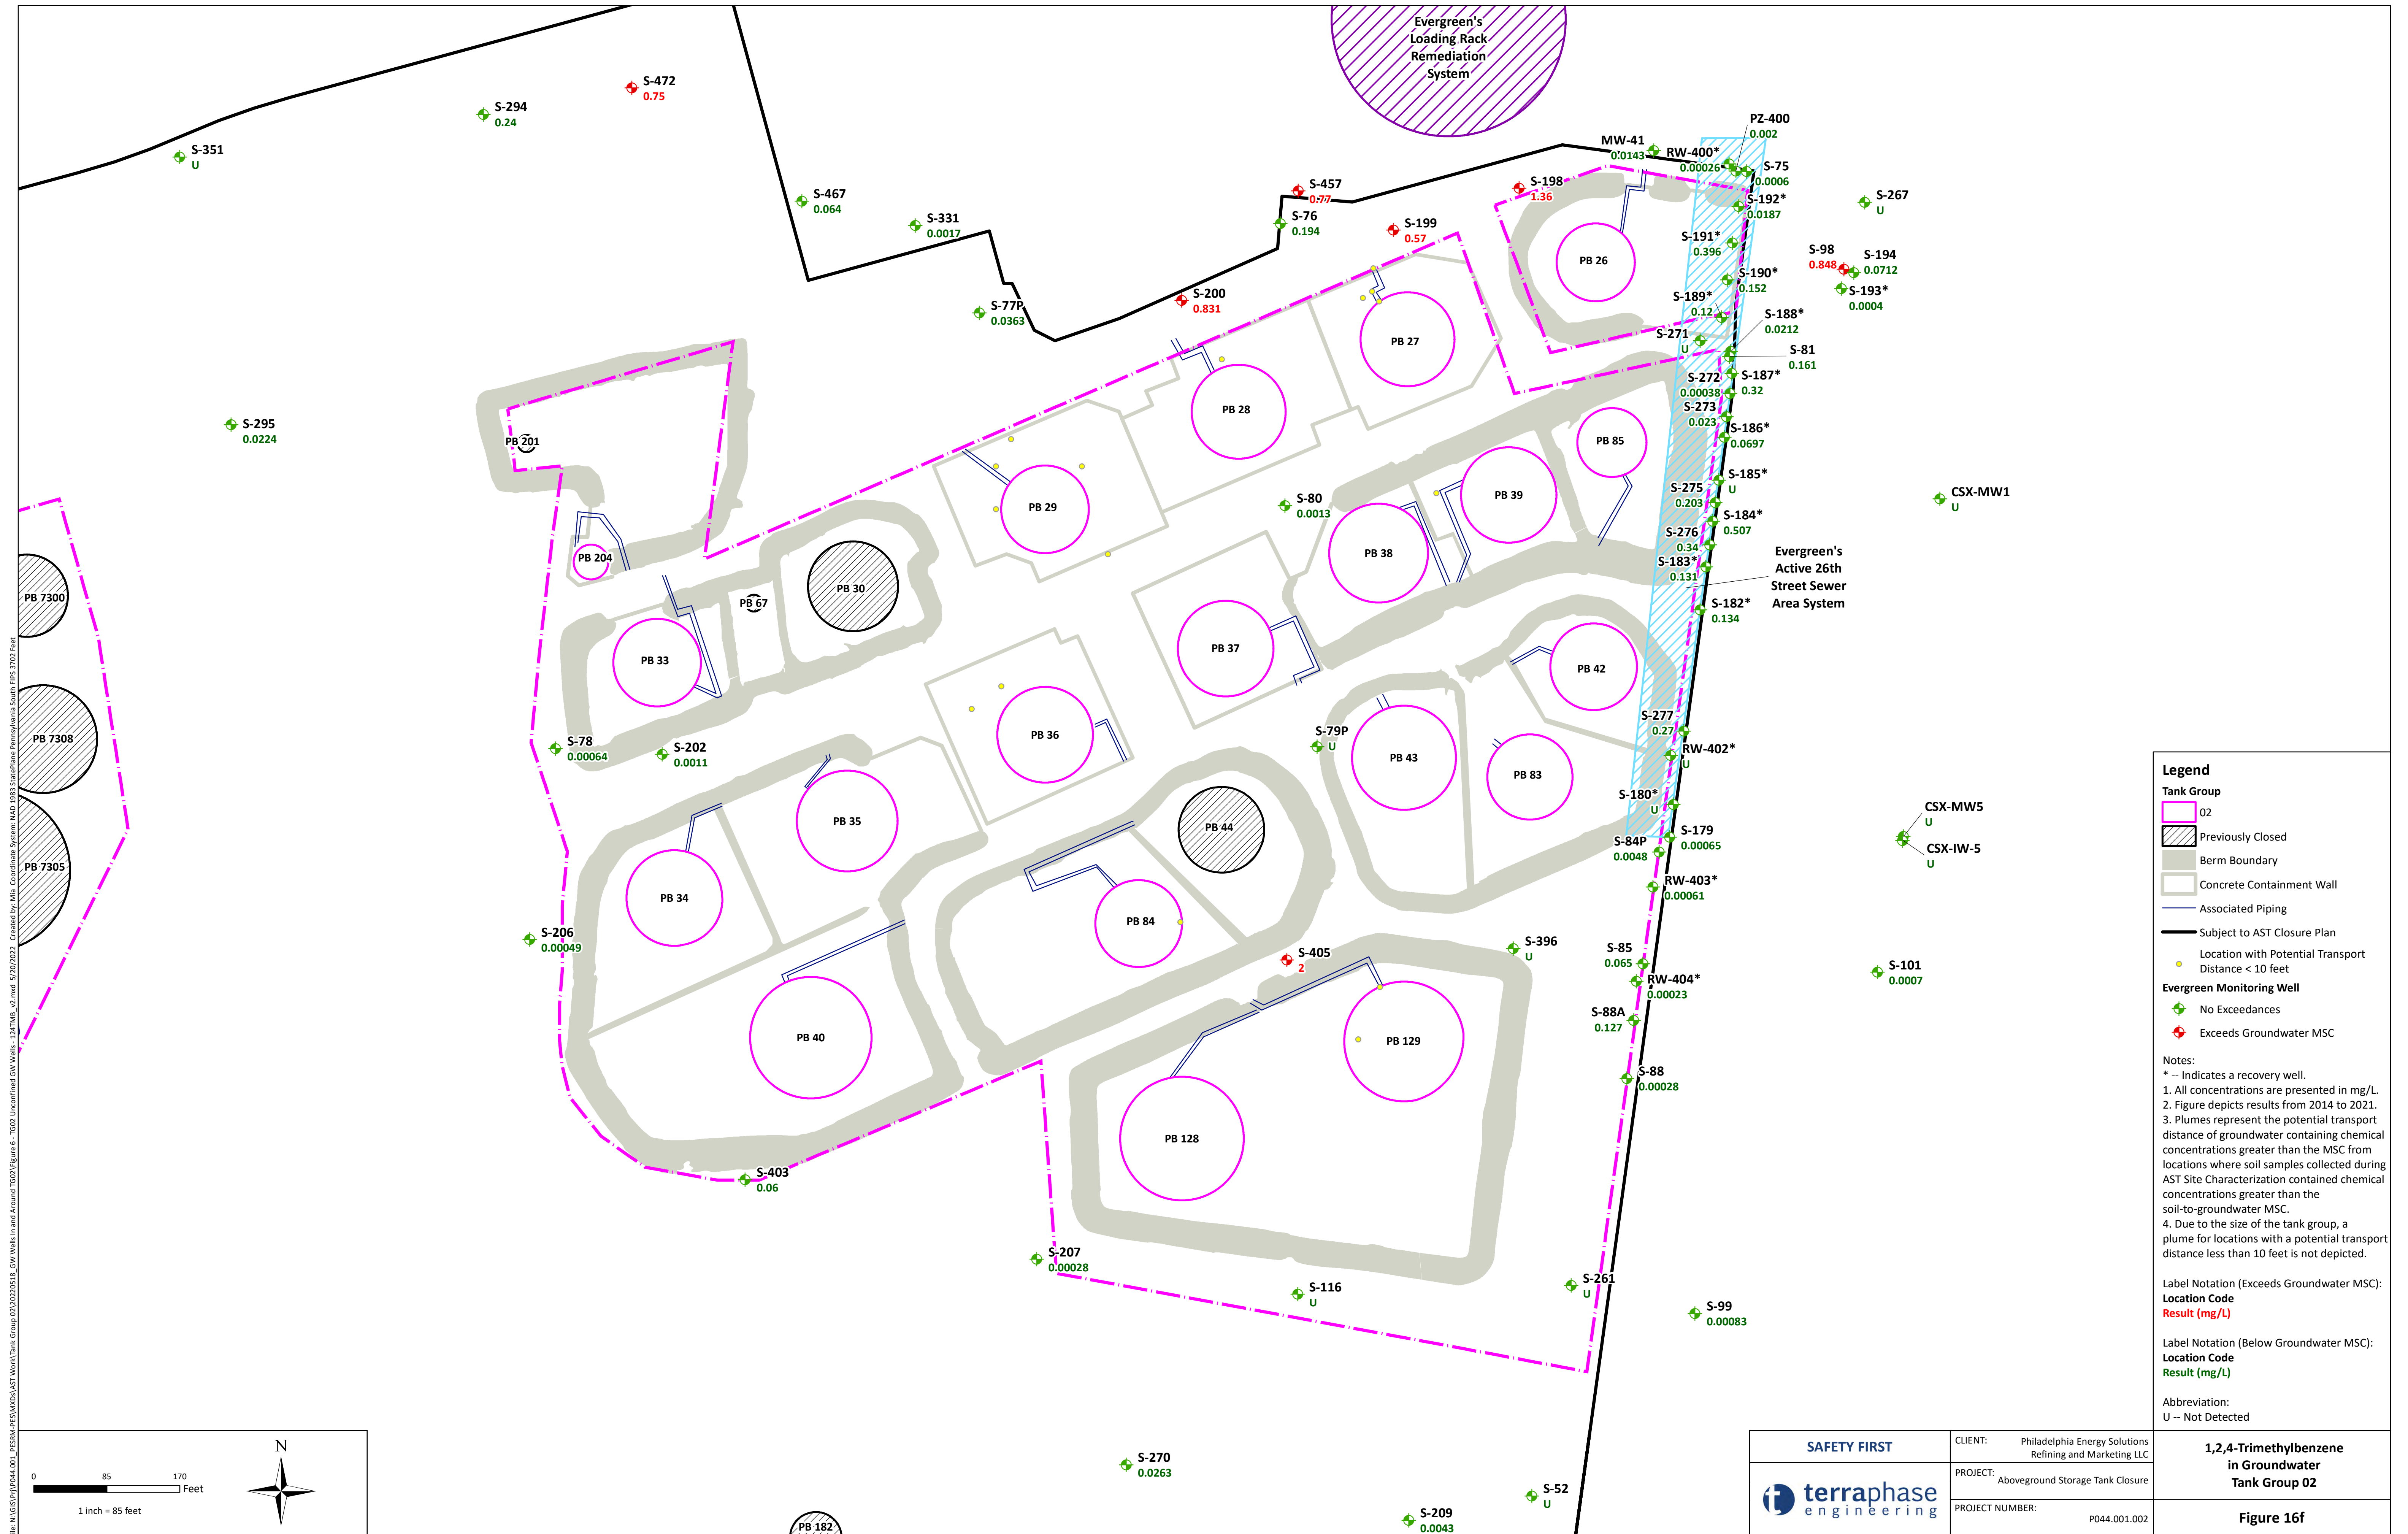 Evergreen's
Loading Rack
Remediation
System
S-472
0.75
S-294
0.24
S-351
U
PZ-400
0.002
MW-41
0.0143
RW-400*
0.00026
S-75
0.0006
S-457
0.77
S-198
1.36
S-467
0.064
S-331
0.0017
S-76
0.194
S-199
0.57
S-192*
0.0187
S-267
U
S-191*
0.396
S-98
0.848
S-194
0.0712
S-193*
0.0004
PB 26
S-190*
0.152
S-189*
0.12
S-188*
0.0212
S-200
0.831
S-77P
0.0363
S-271
U
S-81
0.161
PB 27
S-272
0.00038
S-187*
0.32
S-273
0.023
S-186*
0.0697
PB 28
S-295
0.0224
PB 201
PB 85
S-185*
U
S-275
0.203
S-184*
0.507
S-276
0.34
S-183*
0.131
CSX-MW1
U
PB 29
S-80
0.0013
PB 39
PB 38
PB 204
PB 30
PB 67
PB 7300
Evergreen's
Active 26th
Street Sewer
Area System
S-182*
0.134
PB 33
PB 37
PB 42
PB 7308
S-78
0.00064
S-202
0.0011
PB 36
S-79P
U
PB 43
PB 83
S-277
0.27
RW-402*
U
S-180*
U
CSX-MW5
U
CSX-IW-5
U
PB 35
PB 44
S-84P
0.0048
S-179
0.00065
PB 7305
PB 34
PB 84
RW-403*
0.00061
S-206
0.00049
S-405
2
S-396
U
S-85
0.065
RW-404*
0.00023
S-101
0.0007
S-88A
0.127
PB 40
PB 129
S-88
0.00028
PB 128
S-403
0.06
S-207
0.00028
S-116
U
S-261
U
S-99
0.00083
S-270
0.0263
S-52
U
S-209
0.0043
PB 182
0 85 170
Feet
1 inch = 85 feet
N
Legend
Tank Group
02
Previously Closed
Berm Boundary
Concrete Containment Wall
Associated Piping
Subject to AST Closure Plan
Location with Potential Transport
Distance < 10 feet
Evergreen Monitoring Well
No Exceedances
Exceeds Groundwater MSC
Notes:
* -- Indicates a recovery well.
1. All concentrations are presented in mg/L.
2. Figure depicts results from 2014 to 2021.
3. Plumes represent the potential transport
distance of groundwater containing chemical
concentrations greater than the MSC from
locations where soil samples collected during
AST Site Characterization contained chemical
concentrations greater than the
soil-to-groundwater MSC.
4. Due to the size of the tank group, a
plume for locations with a potential transport
distance less than 10 feet is not depicted.
Label Notation (Exceeds Groundwater MSC):
Location Code
Result (mg/L)
Label Notation (Below Groundwater MSC):
Location Code
Result (mg/L)
Abbreviation:
U -- Not Detected
SAFETY FIRST
terraphase
engineering
CLIENT: Philadelphia Energy Solutions
Refining and Marketing LLC
PROJECT: Aboveground Storage Tank Closure
PROJECT NUMBER:
P044.001.002
1,2,4-Trimethylbenzene
in Groundwater
Tank Group 02
Figure 16f